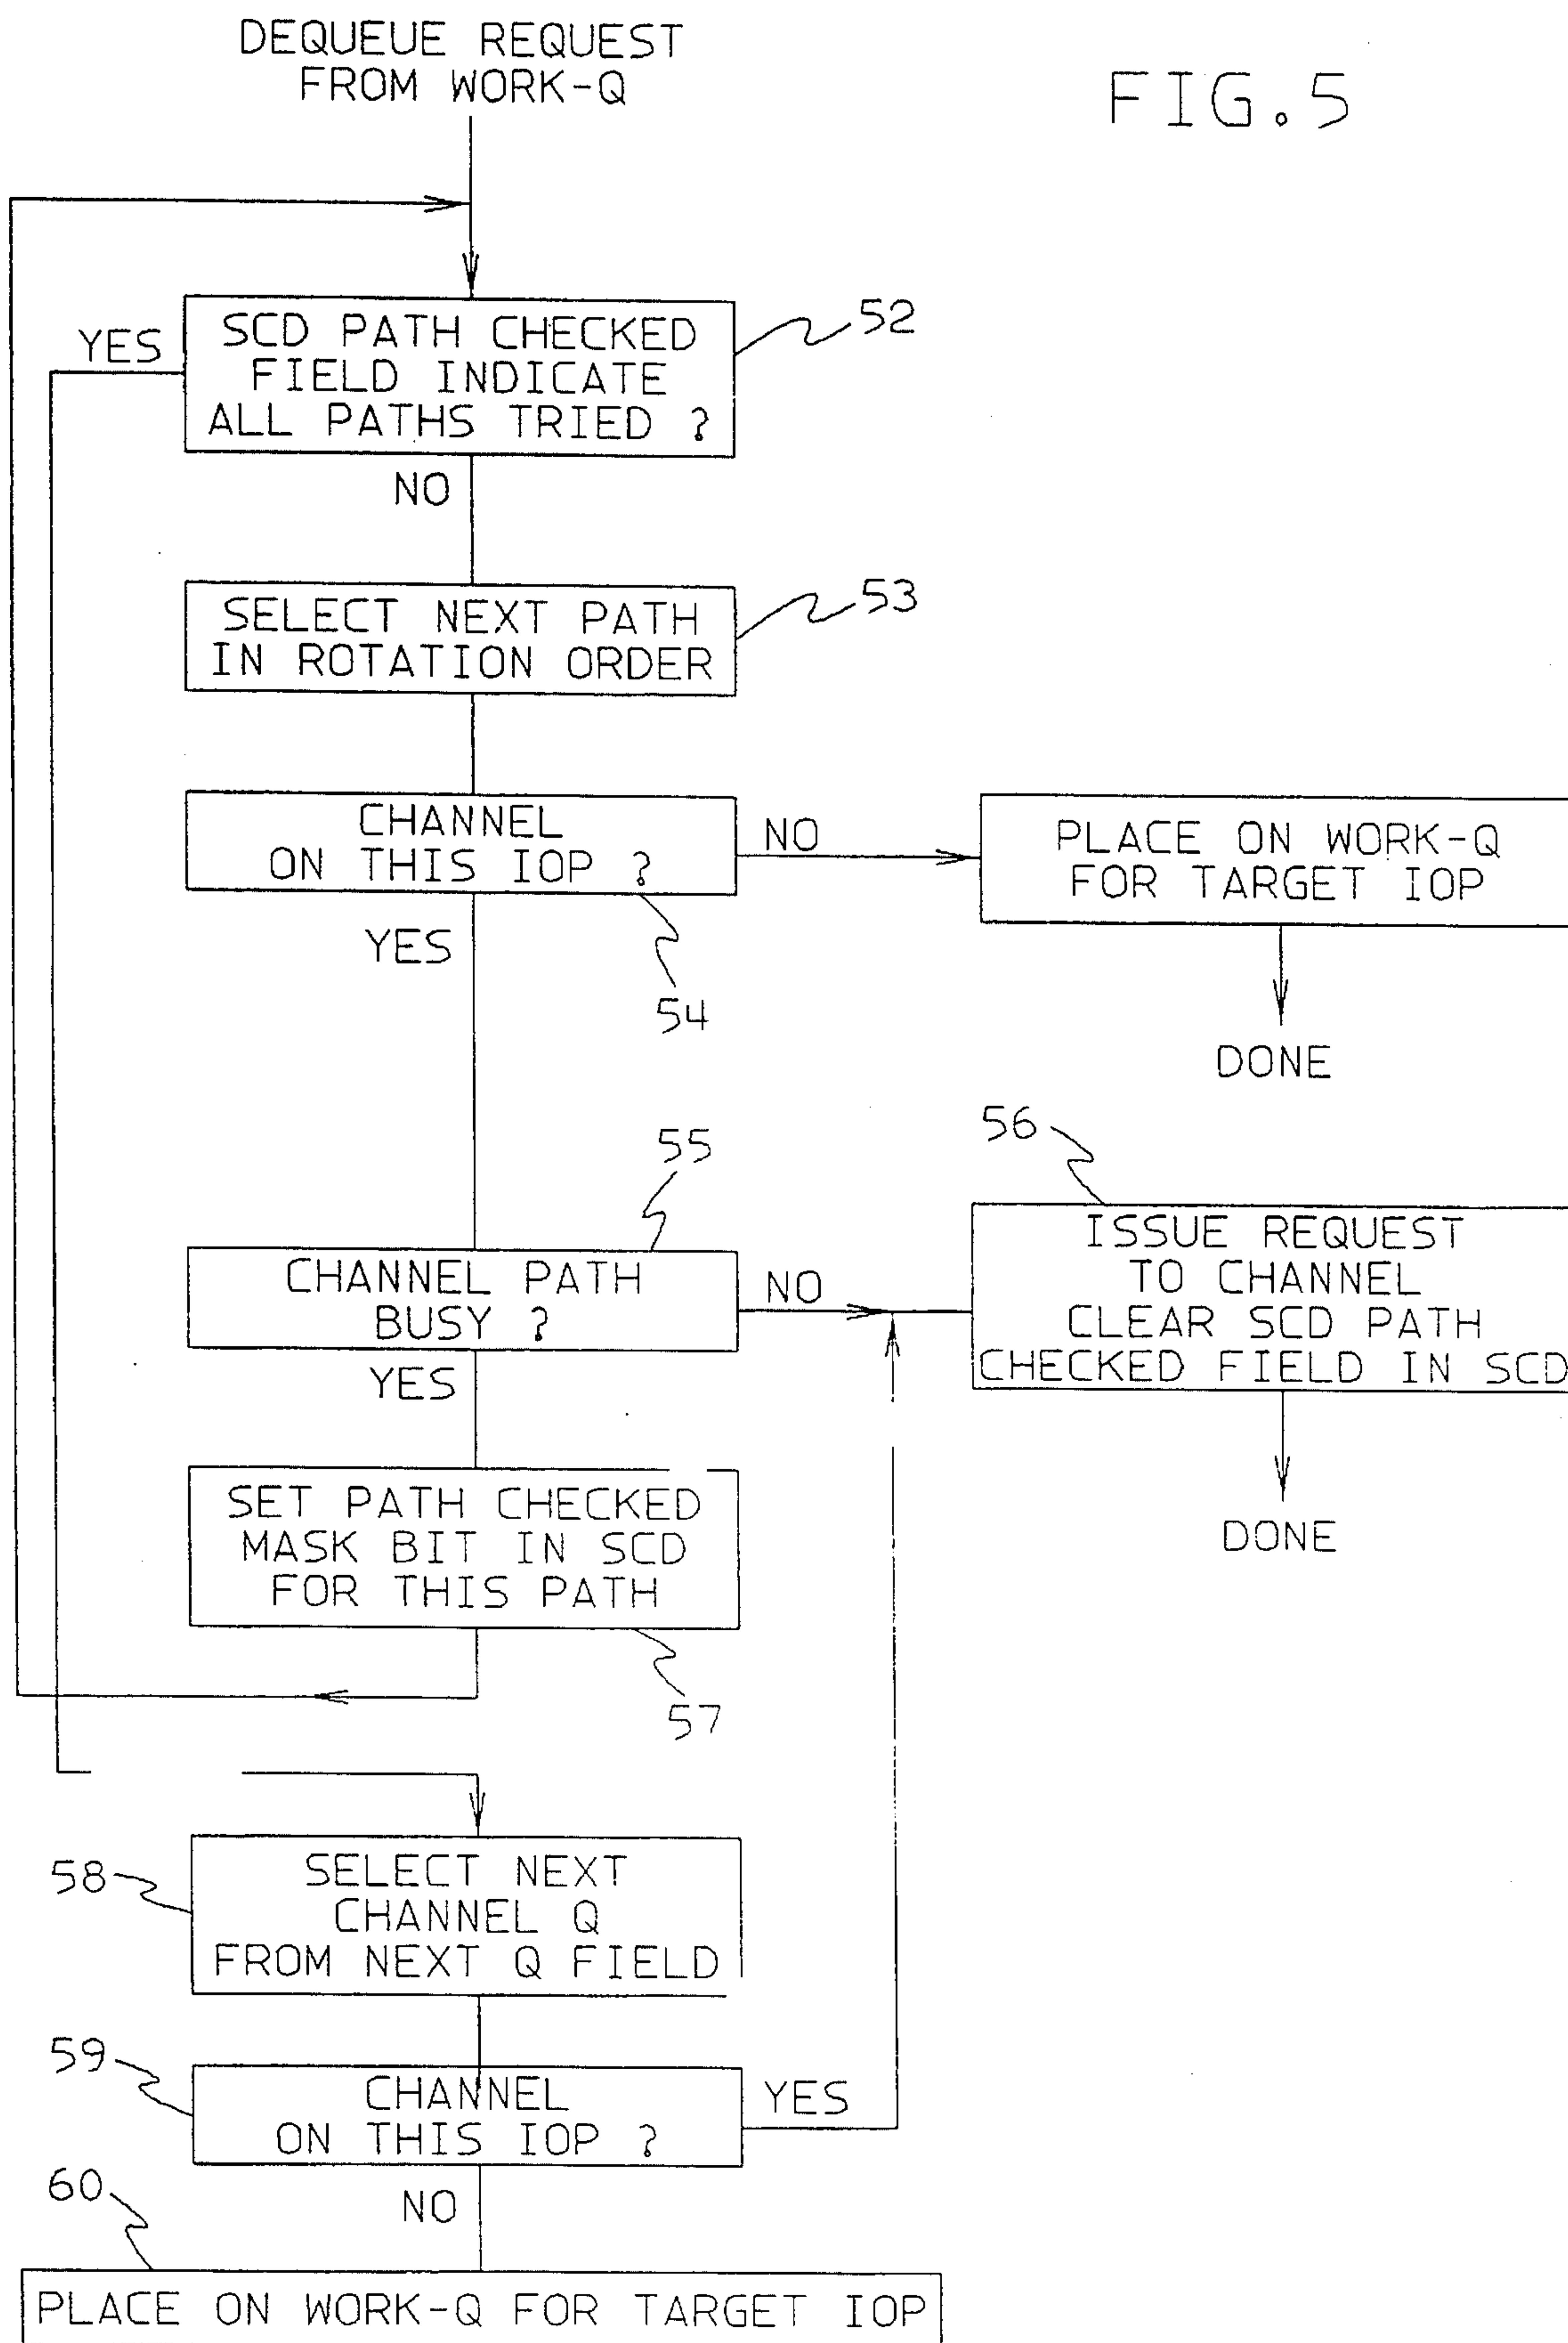 DEQUEUE REQUEST
FROM WORK-Q
FIG.5
SCD PATH CHECKED
FIELD INDICATE
ALL PATHS TRIED ?
52
YES
NO
SELECT NEXT PATH
IN ROTATION ORDER
53
CHANNEL
ON THIS IOP ?
NO
PLACE ON WORK-Q
FOR TARGET IOP
YES
54
DONE
55
56
CHANNEL PATH
BUSY ?
NO
ISSUE REQUEST
TO CHANNEL
CLEAR SCD PATH
CHECKED FIELD IN SCD
YES
SET PATH CHECKED
MASK BIT IN SCD
FOR THIS PATH
DONE
57
58
SELECT NEXT
CHANNEL Q
FROM NEXT Q FIELD
59
CHANNEL
ON THIS IOP ?
YES
60
NO
PLACE ON WORK-Q FOR TARGET IOP